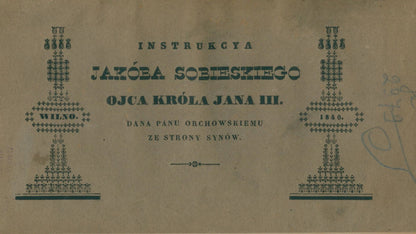 INSTRUKCYA
JAKÓBA SOBIESKIEGO
OJCA KRÓLA JANA III.
DANA PANU ORCHOWSKIEMU
ZE STRONY SYNÓW.
WILNO.
1840.